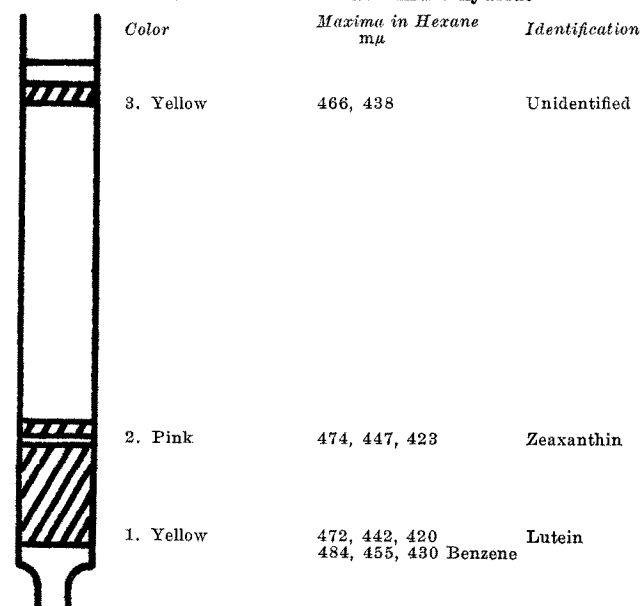 Color Maxima in Hexane Identification
mμ
3. Yellow 466, 438 Unidentified
2. Pink 474, 447, 423 Zeaxanthin
1. Yellow 472, 442, 420 Lutein
484, 455, 430 Benzene